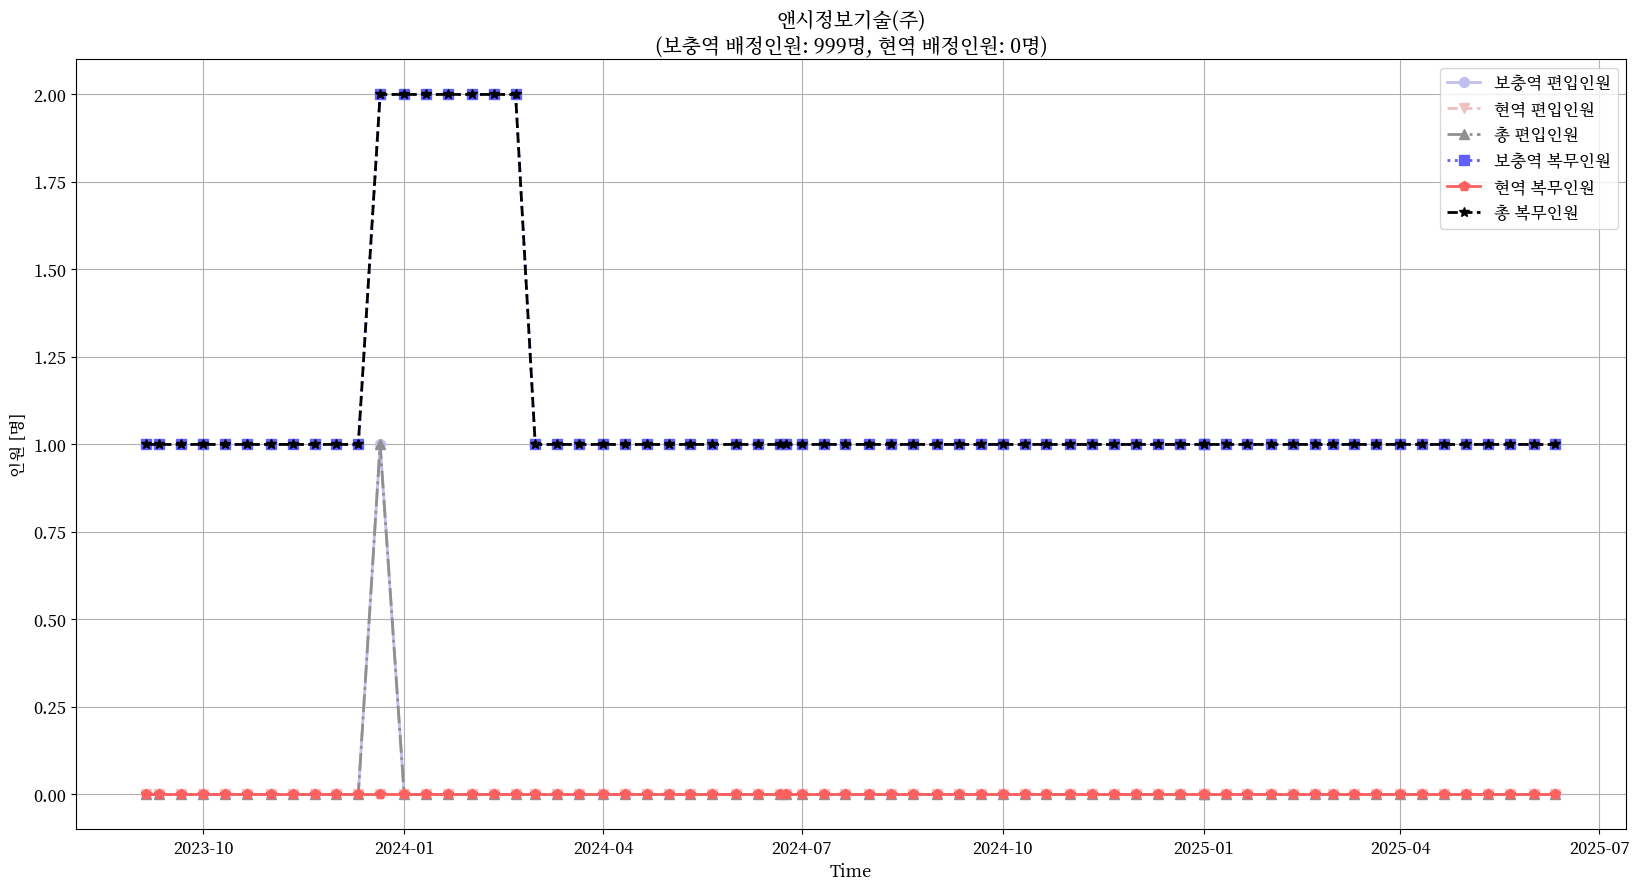 앤시정보기술(주)
(보충역 배정인원: 999명, 현역 배정인원: 0명)
보충역 편입인원
현역 편입인원
총 편입인원
보충역 복무인원
현역 복무인원
총 복무인원
인원 [명]
2.00
1.75
1.50
1.25
1.00
0.75
0.50
0.25
0.00
2023-10 2024-01 2024-04 2024-07 2024-10 2025-01 2025-04 2025-07
Time